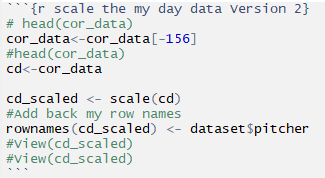 ```{r scale the my day data Version 2}
# head(cor_data)
cor_data<-cor_data[-156]
#head(cor_data)
cd<-cor_data
cd_scaled <- scale(cd)
#Add back my row names
rownames(cd_scaled) <- dataset$pitcher
#View(cd_scaled)
#View(cd_scaled)
```